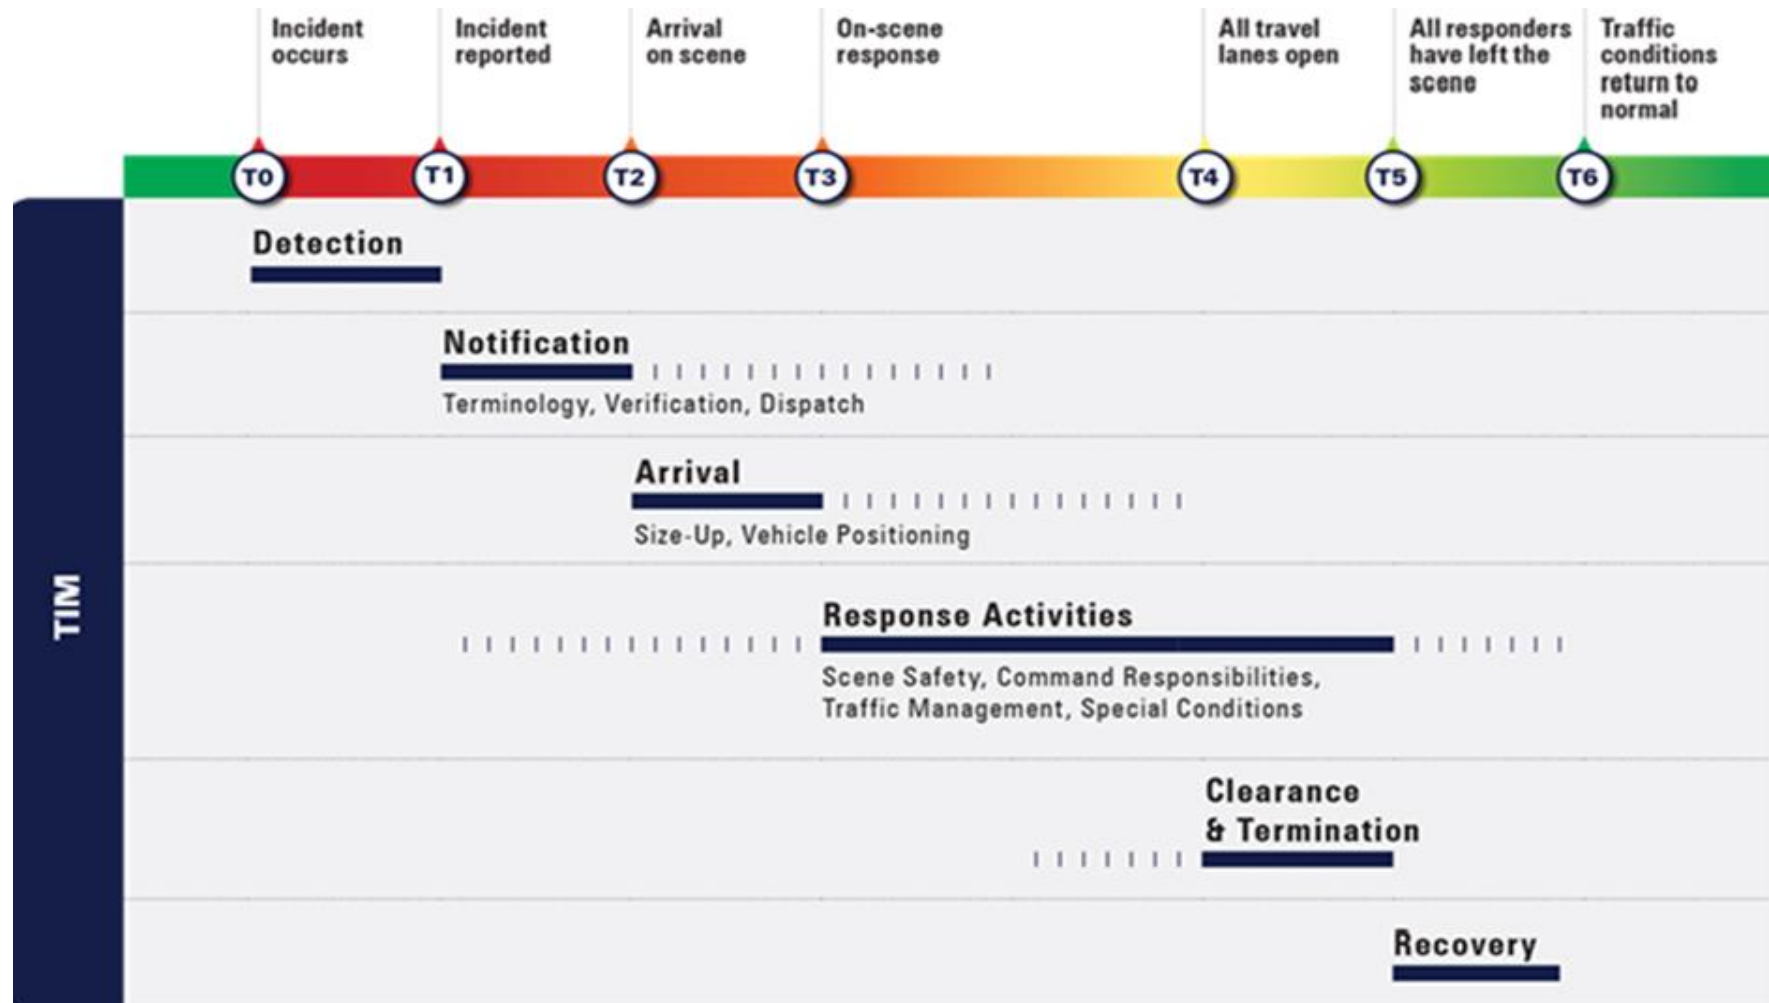 Incident
occurs
Incident
reported
Arrival
on scene
On-scene
response
All travel
lanes open
All responders
have left the
scene
Traffic
conditions
return to
normal
T0
T1
T2
T3
T4
T5
T6
TIM
Detection
Notification
Terminology, Verification, Dispatch
Arrival
Size-Up, Vehicle Positioning
Response Activities
Scene Safety, Command Responsibilities,
Traffic Management, Special Conditions
Clearance
& Termination
Recovery